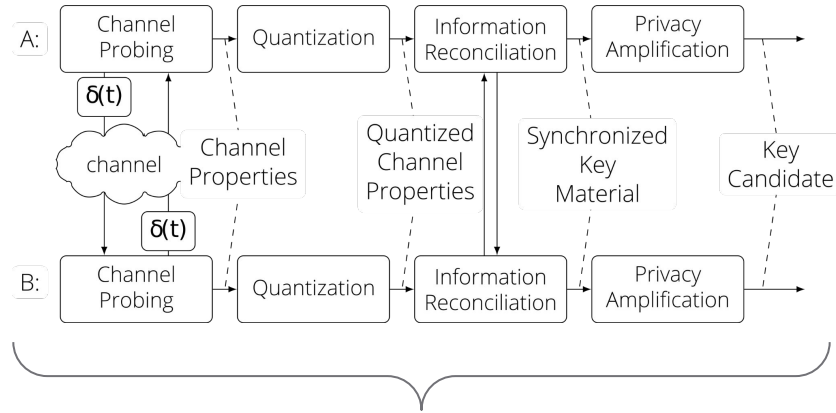 A:
Channel
Probing
Quantization
Information
Reconciliation
Privacy
Amplification
δ(t)
channel
Channel
Properties
Quantized
Channel
Properties
Synchronized
Key
Material
Key
Candidate
δ(t)
B:
Channel
Probing
Quantization
Information
Reconciliation
Privacy
Amplification